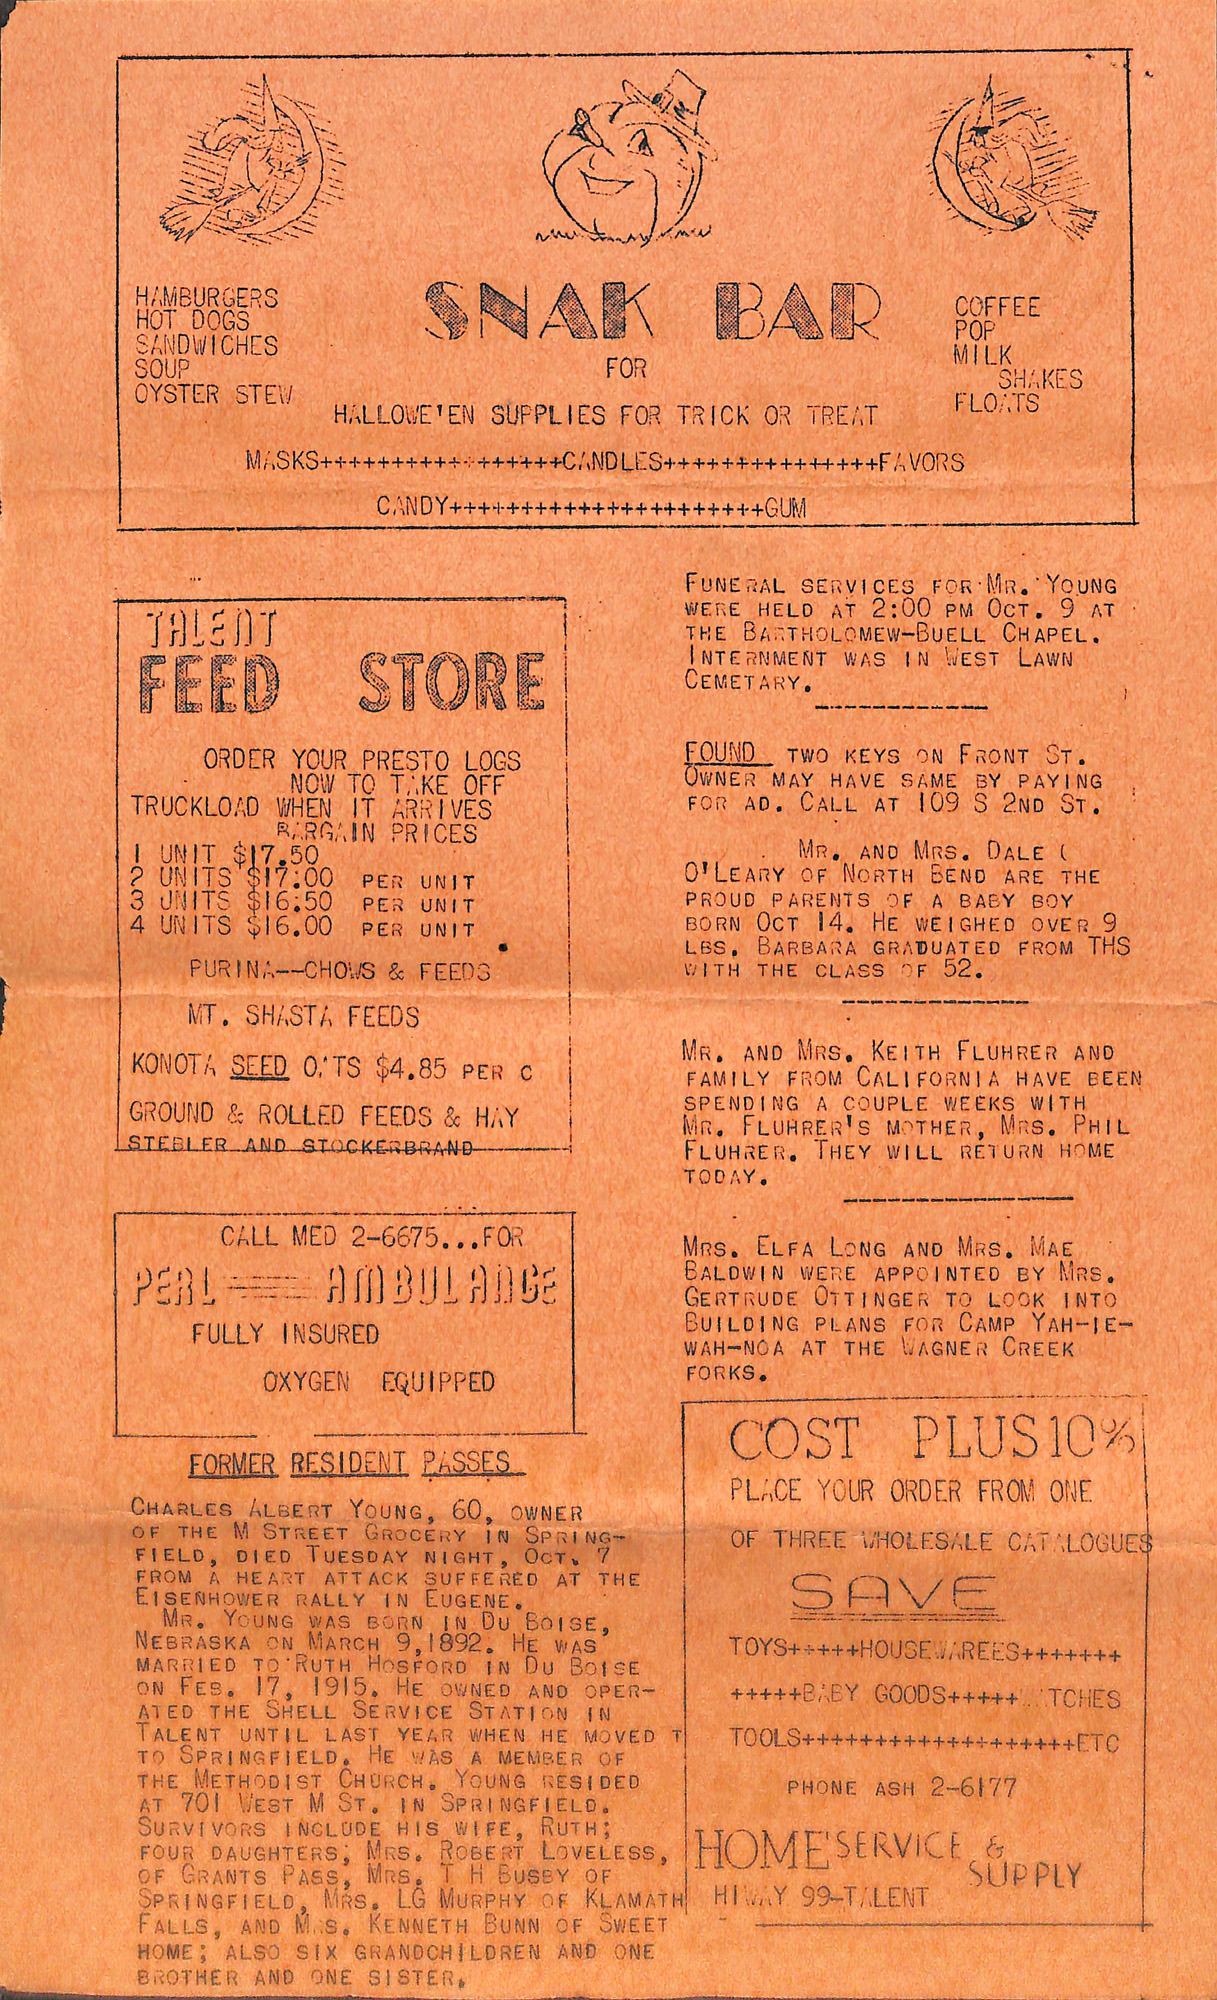 SNAK BAR
HAMBURGERS
HOT DOGS
SANDWICHES
SOUP
OYSTER STEW
COFFEE
POP
MILK
SHAKES
FLOATS
FOR
HALLOWE'EN SUPPLIES FOR TRICK OR TREAT
MASKS+++++++++++++++++CANDLES+++++++++++++++FAVORS
CANDY++++++++++++++++++++++GUM
TALENT
FEED STORE
ORDER YOUR PRESTO LOGS
NOW TO TAKE OFF
TRUCKLOAD WHEN IT ARRIVES
BARGAIN PRICES
1 UNIT $17.50
2 UNITS $17:00 PER UNIT
3 UNITS $16:50 PER UNIT
4 UNITS $16.00 PER UNIT
PURINA--CHOWS & FEEDS
MT. SHASTA FEEDS
KONOTA SEED OATS $4.85 PER C
GROUND & ROLLED FEEDS & HAY
STEBLER AND STOCKERBRAND
CALL MED 2-6675...FOR
PERL AMBULANCE
FULLY INSURED
OXYGEN EQUIPPED
FORMER RESIDENT PASSES
CHARLES ALBERT YOUNG, 60, OWNER
OF THE M STREET GROCERY IN SPRING-
FIELD, DIED TUESDAY NIGHT, OCT. 7
FROM A HEART ATTACK SUFFERED AT THE
EISENHOWER RALLY IN EUGENE.
MR. YOUNG WAS BORN IN DU BOISE,
NEBRASKA ON MARCH 9,1892. HE WAS
MARRIED TO RUTH HOSFORD IN DU BOISE
ON FEB. 17, 1915. HE OWNED AND OPER-
ATED THE SHELL SERVICE STATION IN
TALENT UNTIL LAST YEAR WHEN HE MOVED T
TO SPRINGFIELD. HE WAS A MEMBER OF
THE METHODIST CHURCH. YOUNG RESIDED
AT 701 WEST M ST. IN SPRINGFIELD.
SURVIVORS INCLUDE HIS WIFE, RUTH;
FOUR DAUGHTERS, MRS. ROBERT LOVELESS,
OF GRANTS PASS, MRS. T H BUSBY OF
SPRINGFIELD, MRS. LG MURPHY OF KLAMATH
FALLS, AND MRS. KENNETH BUNN OF SWEET
HOME; ALSO SIX GRANDCHILDREN AND ONE
BROTHER AND ONE SISTER.
FUNERAL SERVICES FOR MR. YOUNG
WERE HELD AT 2:00 PM OCT. 9 AT
THE BARTHOLOMEW-BUELL CHAPEL.
INTERNMENT WAS IN WEST LAWN
CEMETARY.
FOUND TWO KEYS ON FRONT ST.
OWNER MAY HAVE SAME BY PAYING
FOR AD. CALL AT 109 S 2ND ST.
MR. AND MRS. DALE (
O'LEARY OF NORTH BEND ARE THE
PROUD PARENTS OF A BABY BOY
BORN OCT 14. HE WEIGHED OVER 9
LBS. BARBARA GRADUATED FROM THS
WITH THE CLASS OF 52.
MR. AND MRS. KEITH FLUHRER AND
FAMILY FROM CALIFORNIA HAVE BEEN
SPENDING A COUPLE WEEKS WITH
MR. FLUHRER'S MOTHER, MRS. PHIL
FLUHRER. THEY WILL RETURN HOME
TODAY.
MRS. ELFA LONG AND MRS. MAE
BALDWIN WERE APPOINTED BY MRS.
GERTRUDE OTTINGER TO LOOK INTO
BUILDING PLANS FOR CAMP YAH-IE-
WAH-NOA AT THE WAGNER CREEK
FORKS.
COST PLUS 10%
PLACE YOUR ORDER FROM ONE
OF THREE WHOLESALE CATALOGUES
SAVE
TOYS+++++HOUSEWAREES+++++++
+++++BABY GOODS+++++WATCHES
TOOLS+++++++++++++++++++ETC
PHONE ASH 2-6177
HOME SERVICE &
SUPPLY
HIWAY 99-TALENT